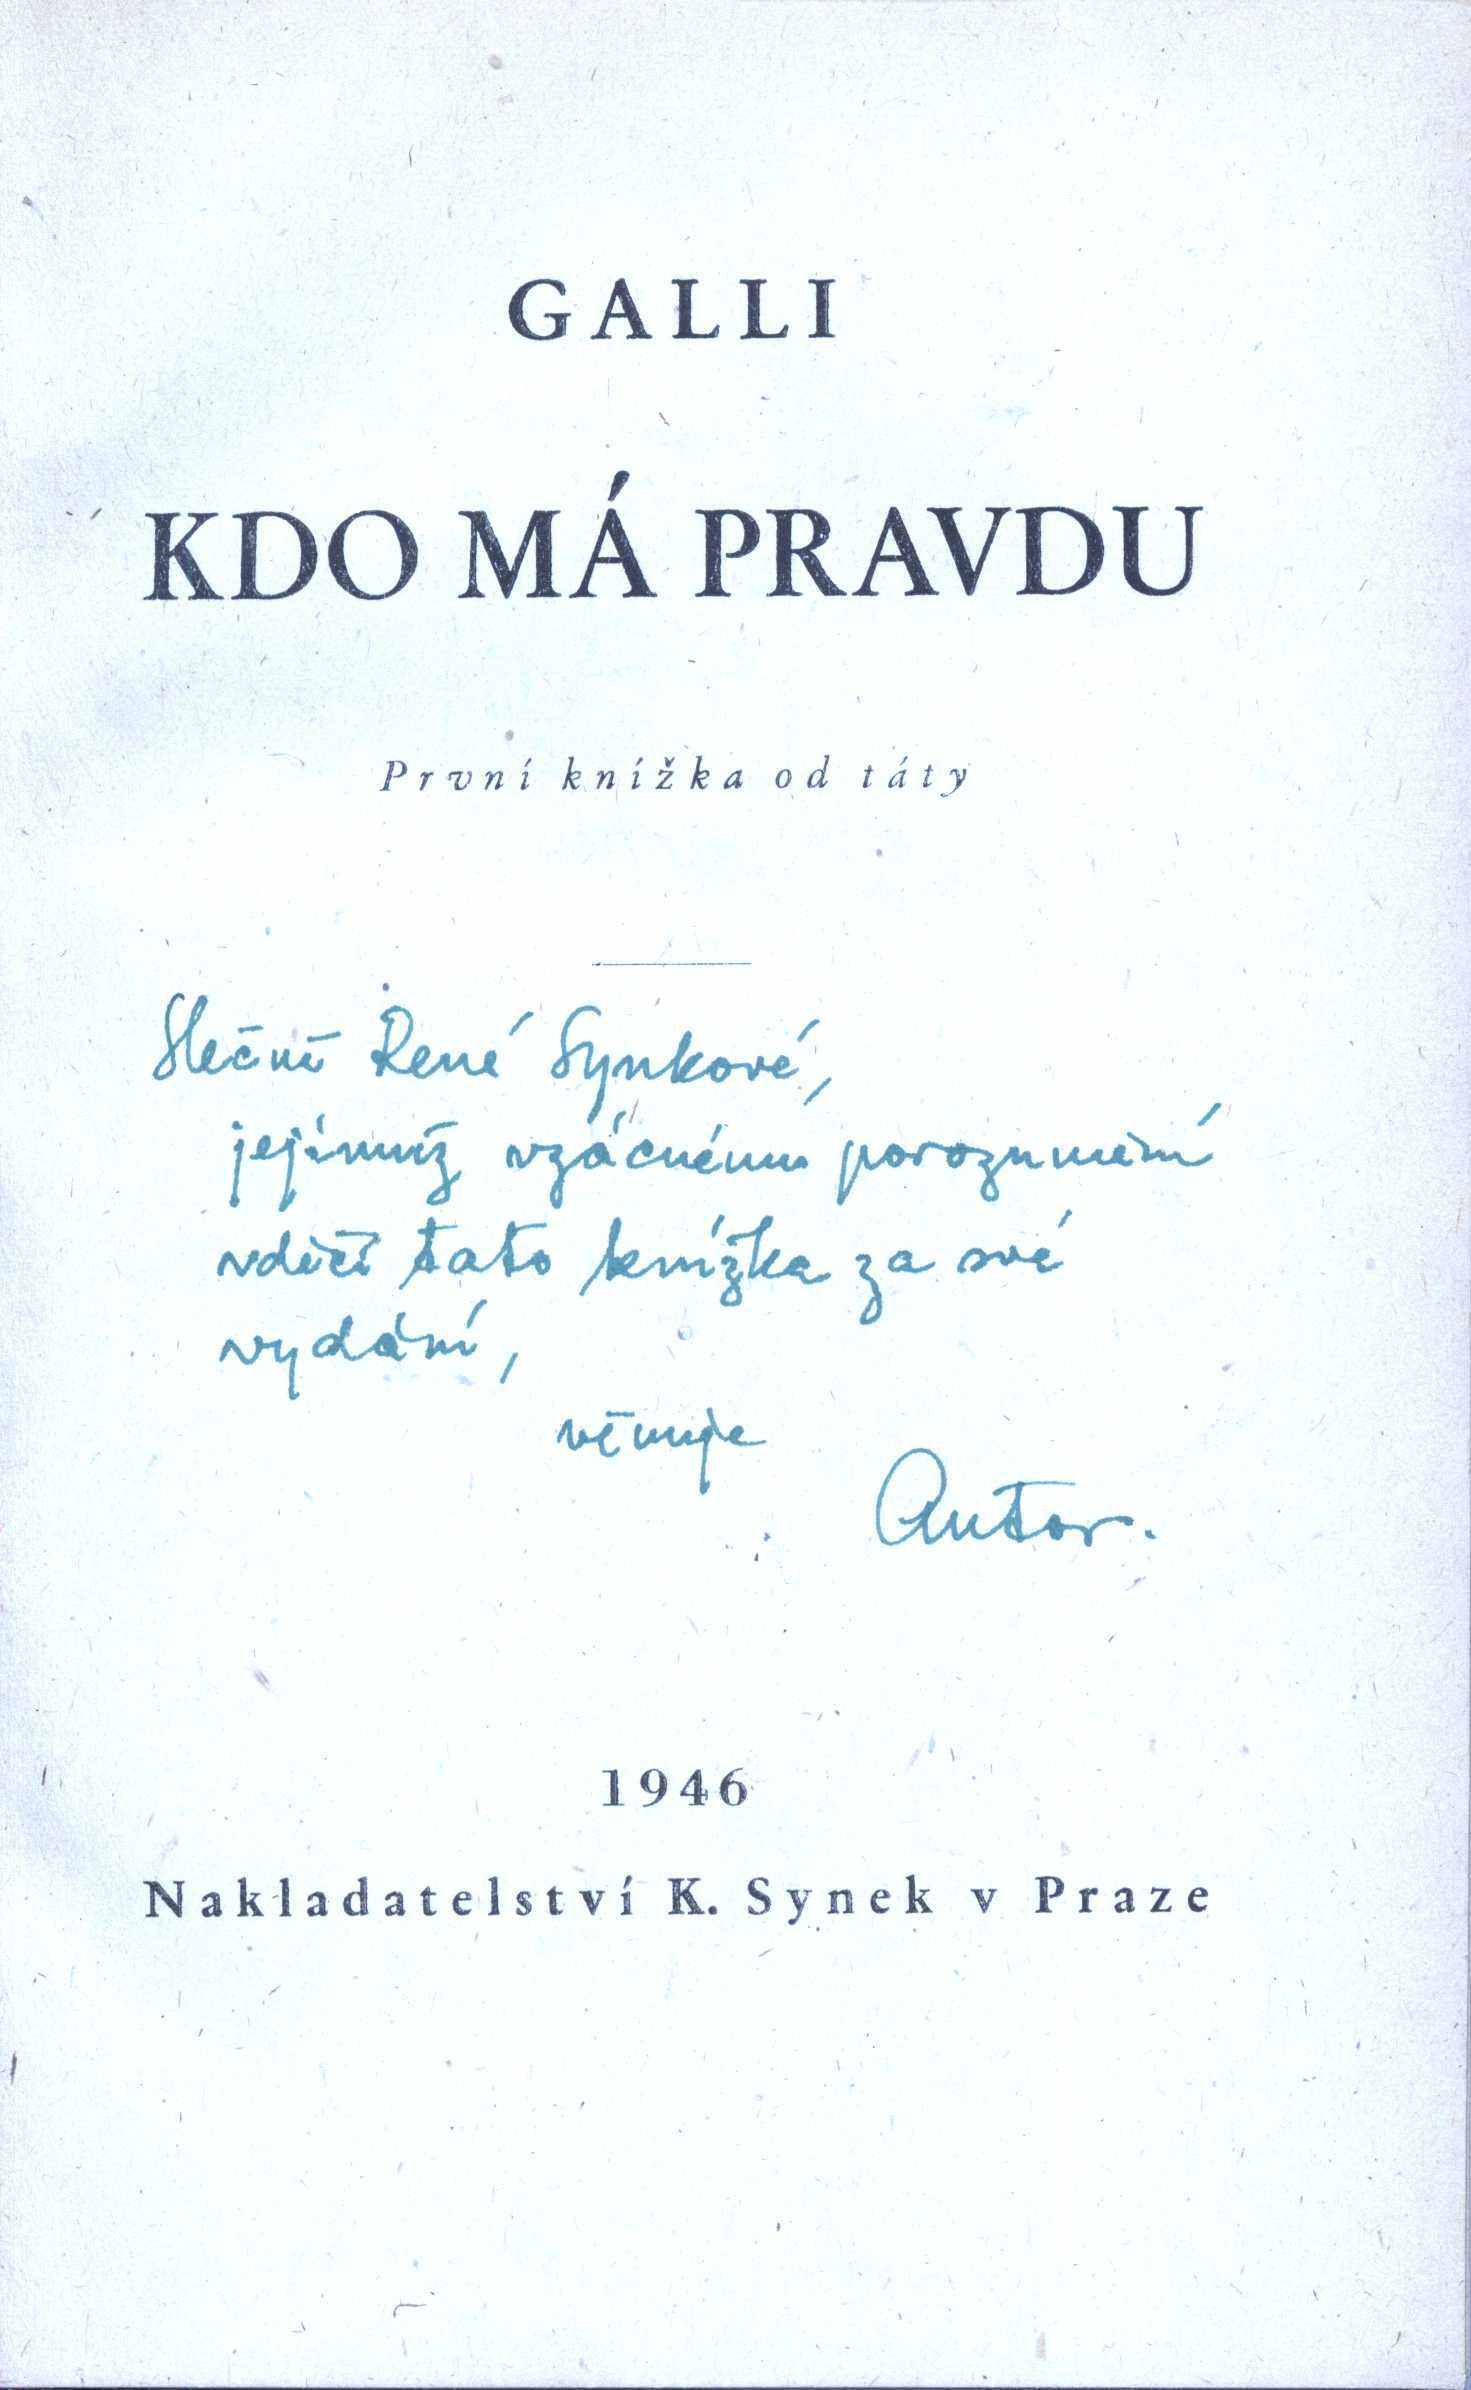 GALLI
KDO MÁ PRAVDU
První knížka od táty
Slečně René Synkové,
jejímuž vzácnému porozumění
vděčí tato knížka za své
vydání,
věnuje
Autor.
1946
Nakladatelství K. Synek v Praze